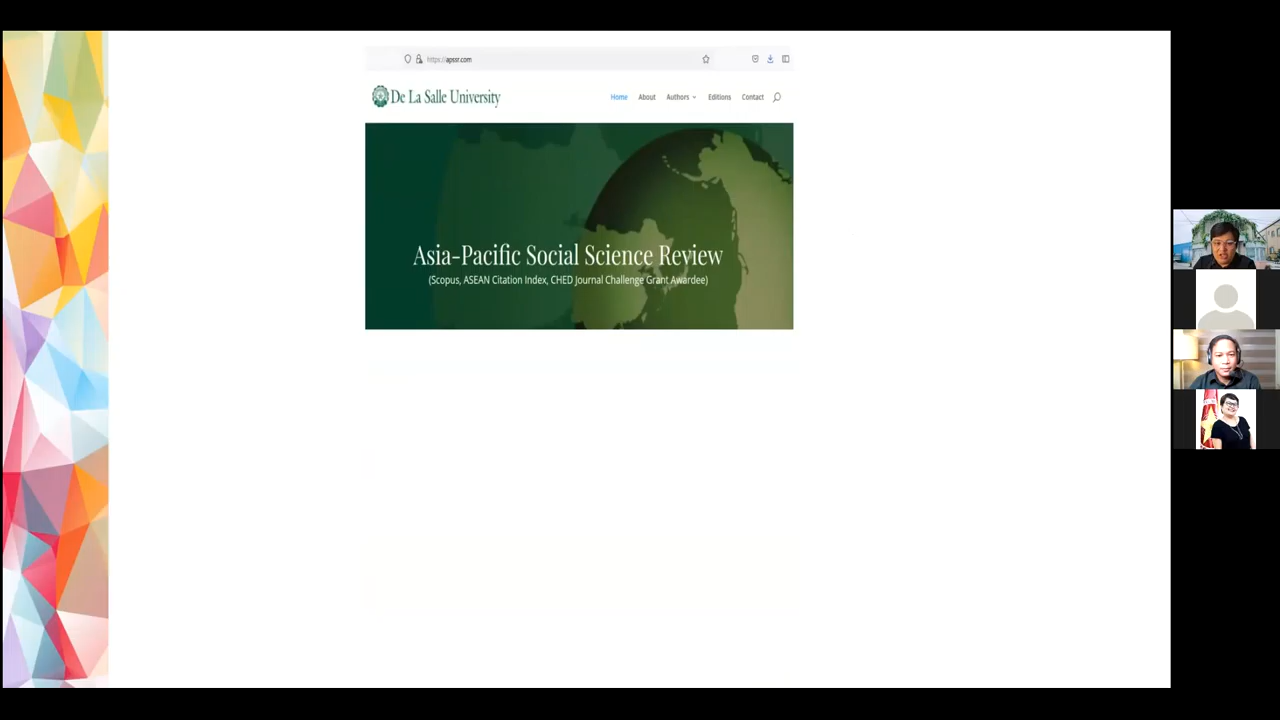 https://apssr.com
De La Salle University
Home About Authors Editions Contact
Asia-Pacific Social Science Review
(Scopus, ASEAN Citation Index, CHED Journal Challenge Grant Awardee)